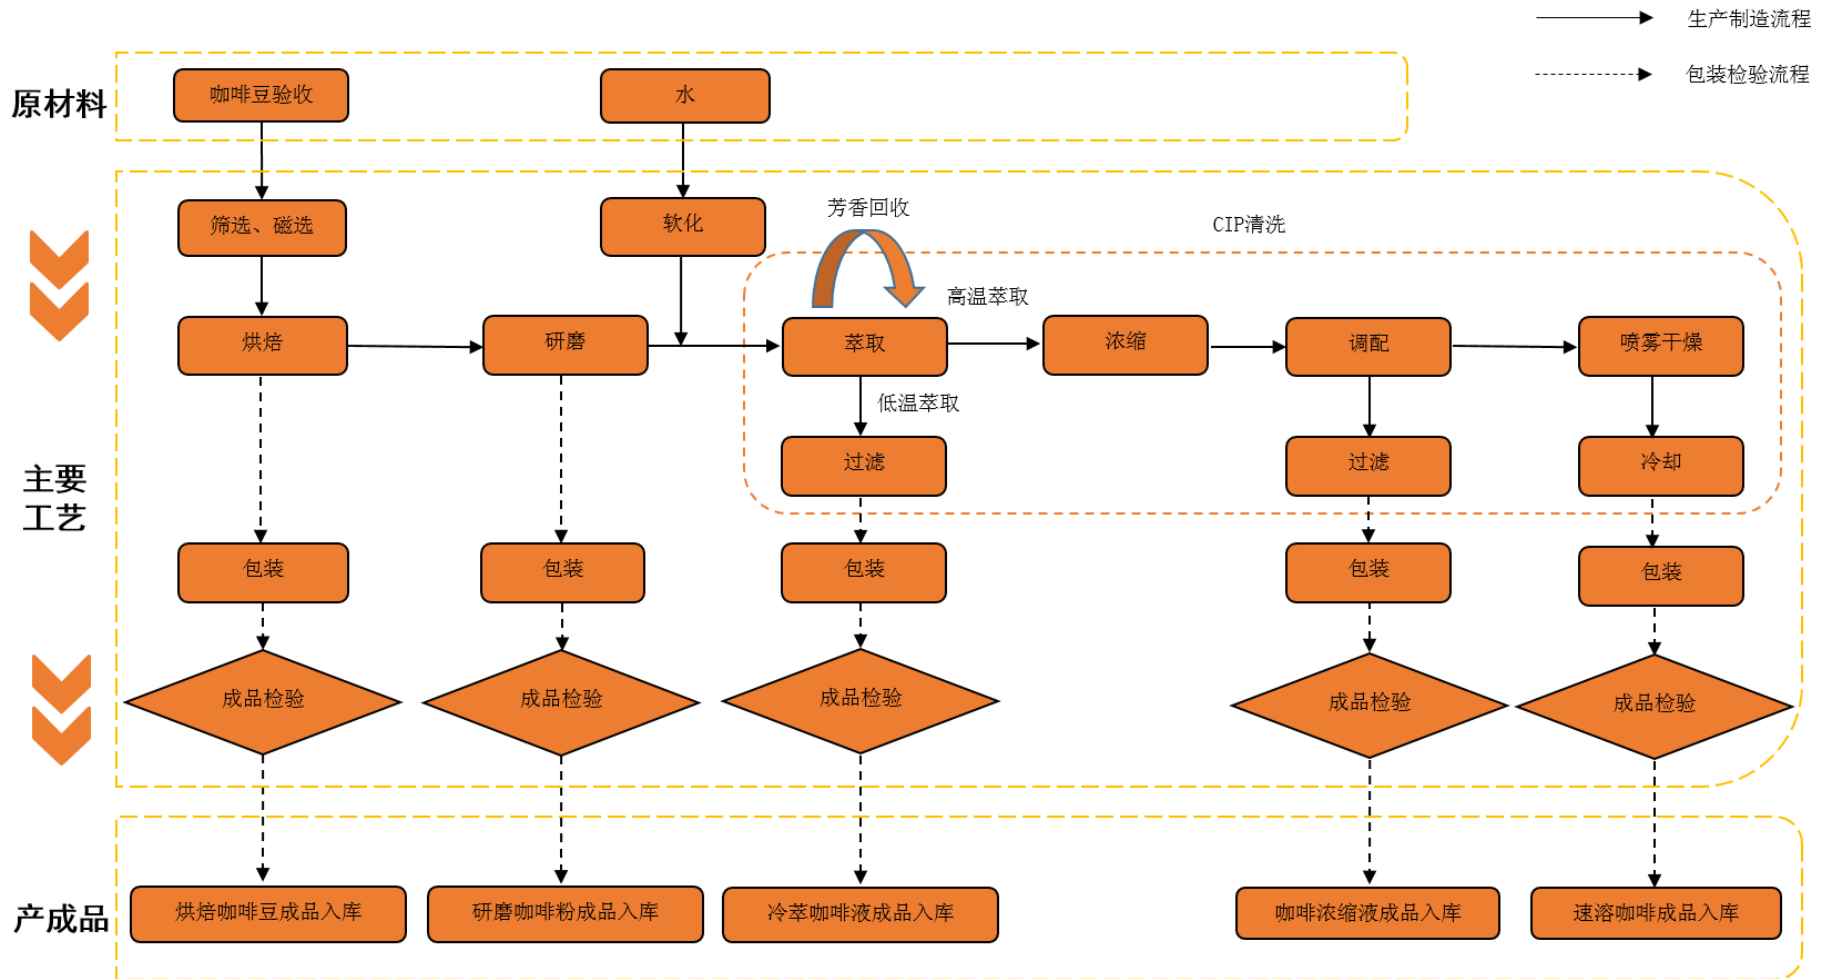 生产制造流程
包装检验流程
原材料
咖啡豆验收
水
筛选、磁选
软化
芳香回收
CIP清洗
高温萃取
烘焙
研磨
萃取
浓缩
调配
喷雾干燥
低温萃取
主要
工艺
过滤
过滤
冷却
包装
包装
包装
包装
包装
成品检验
成品检验
成品检验
成品检验
成品检验
产成品
烘焙咖啡豆成品入库
研磨咖啡粉成品入库
冷萃咖啡液成品入库
咖啡浓缩液成品入库
速溶咖啡成品入库